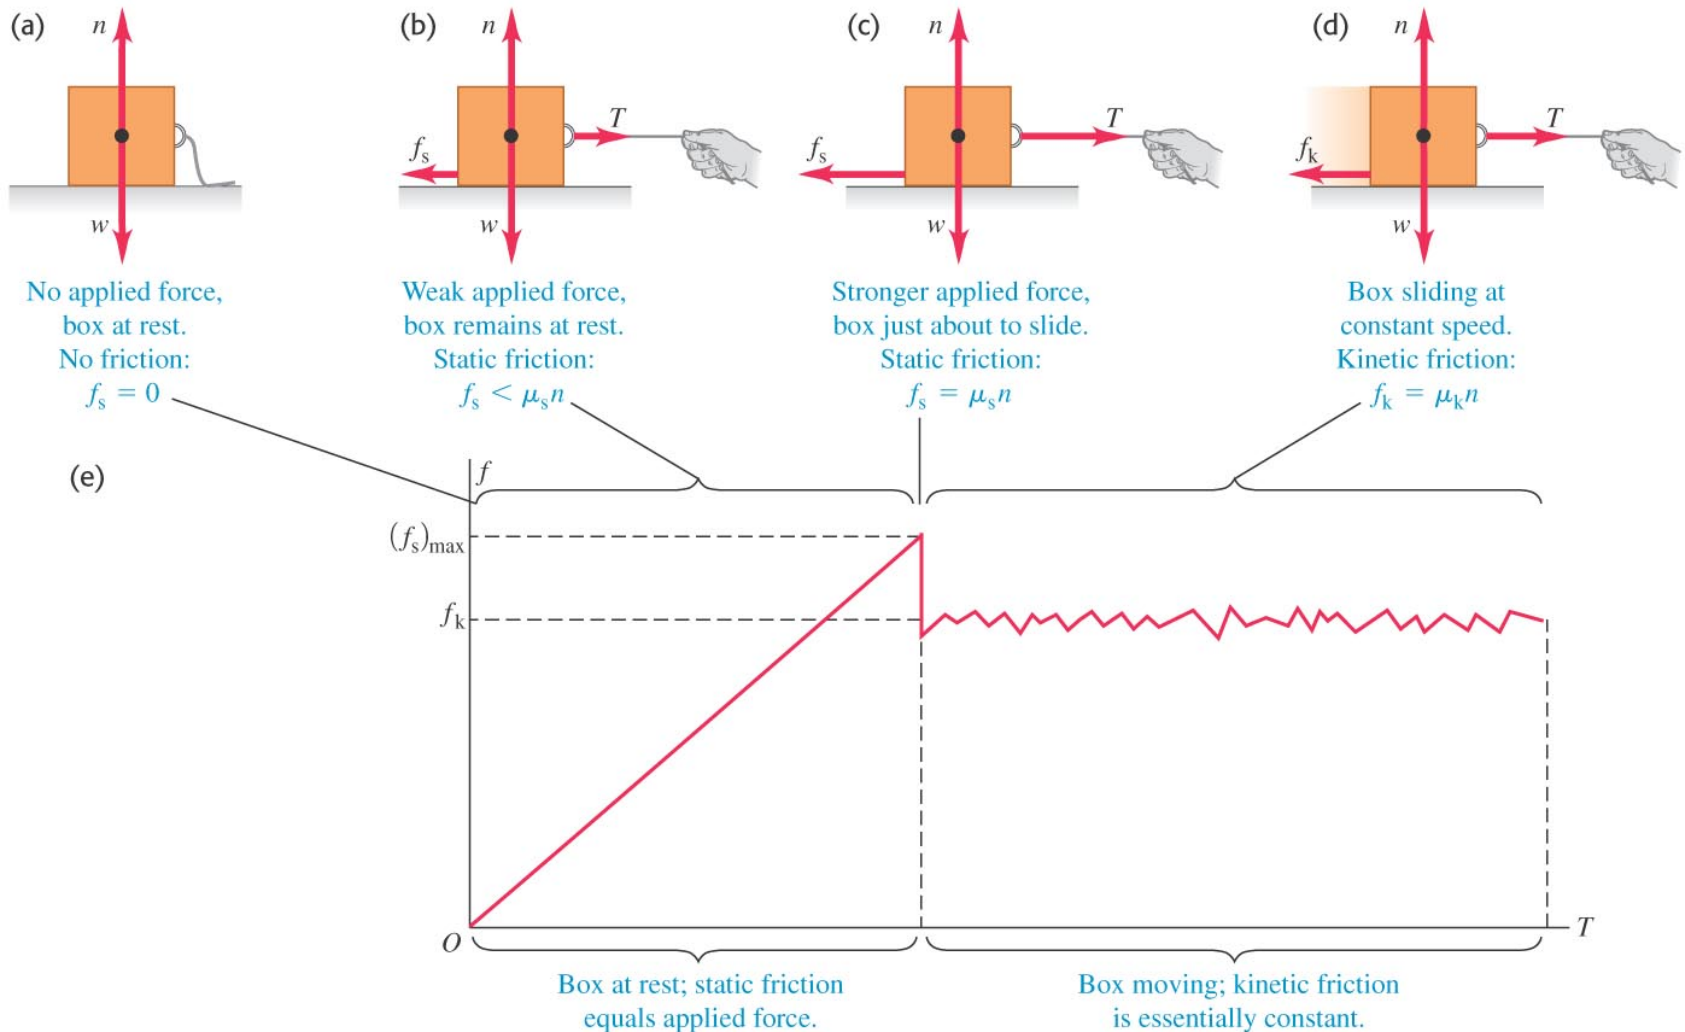 (a)
n
w
No applied force,
box at rest.
No friction:
fs = 0
(b)
n
T
fs
w
Weak applied force,
box remains at rest.
Static friction:
fs < μsn
(c)
n
T
fs
w
Stronger applied force,
box just about to slide.
Static friction:
fs = μsn
(d)
n
T
fk
w
Box sliding at
constant speed.
Kinetic friction:
fk = μkn
(e)
f
(fs)max
fk
O
T
Box at rest; static friction
equals applied force.
Box moving; kinetic friction
is essentially constant.